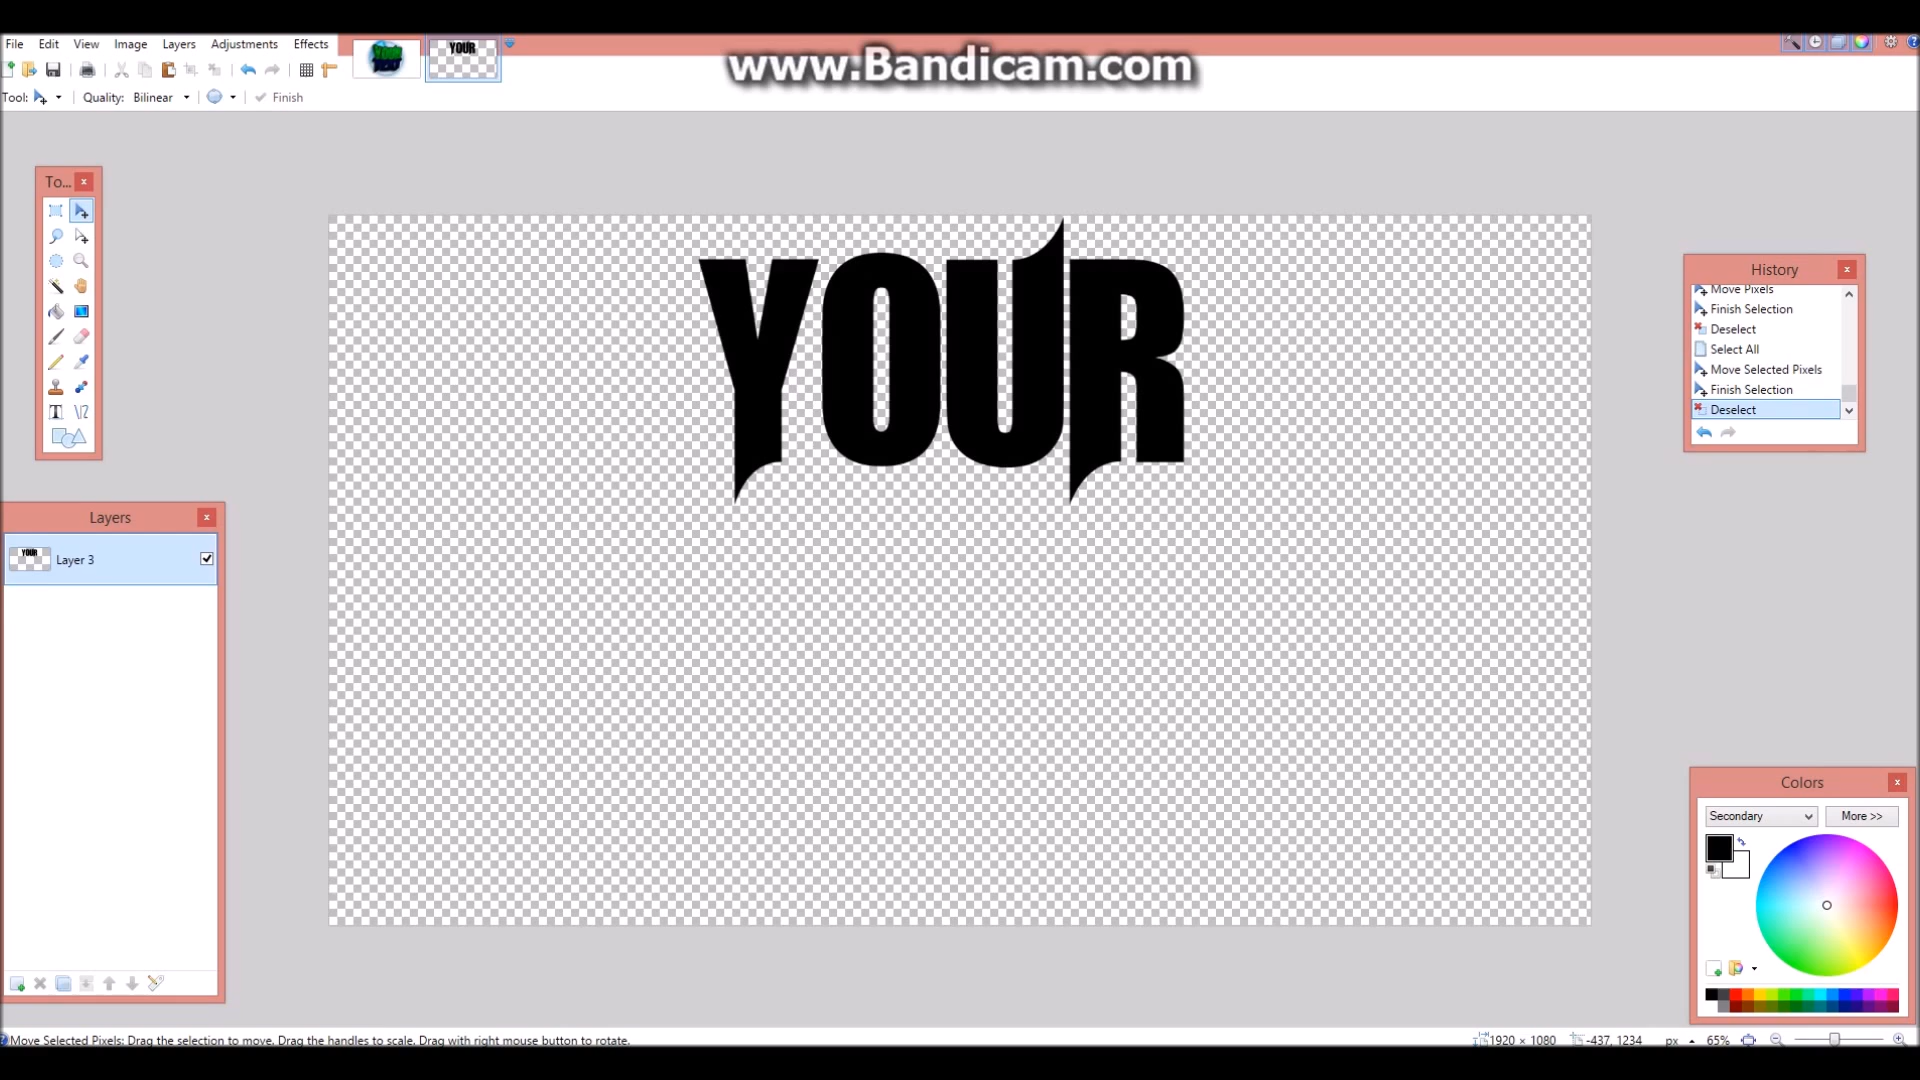 File Edit View Image Layers Adjustments Effects
YOUR
www.Bandicam.com
Tool: Quality: Bilinear Finish
To...
YOUR
History
Move Pixels
Finish Selection
Deselect
Select All
Move Selected Pixels
Finish Selection
Deselect
Layers
YOUR
Layer 3
Colors
Secondary More >>
Move Selected Pixels: Drag the selection to move. Drag the handles to scale. Drag with right mouse button to rotate. 1920 × 1080 -437, 1234 px 65%